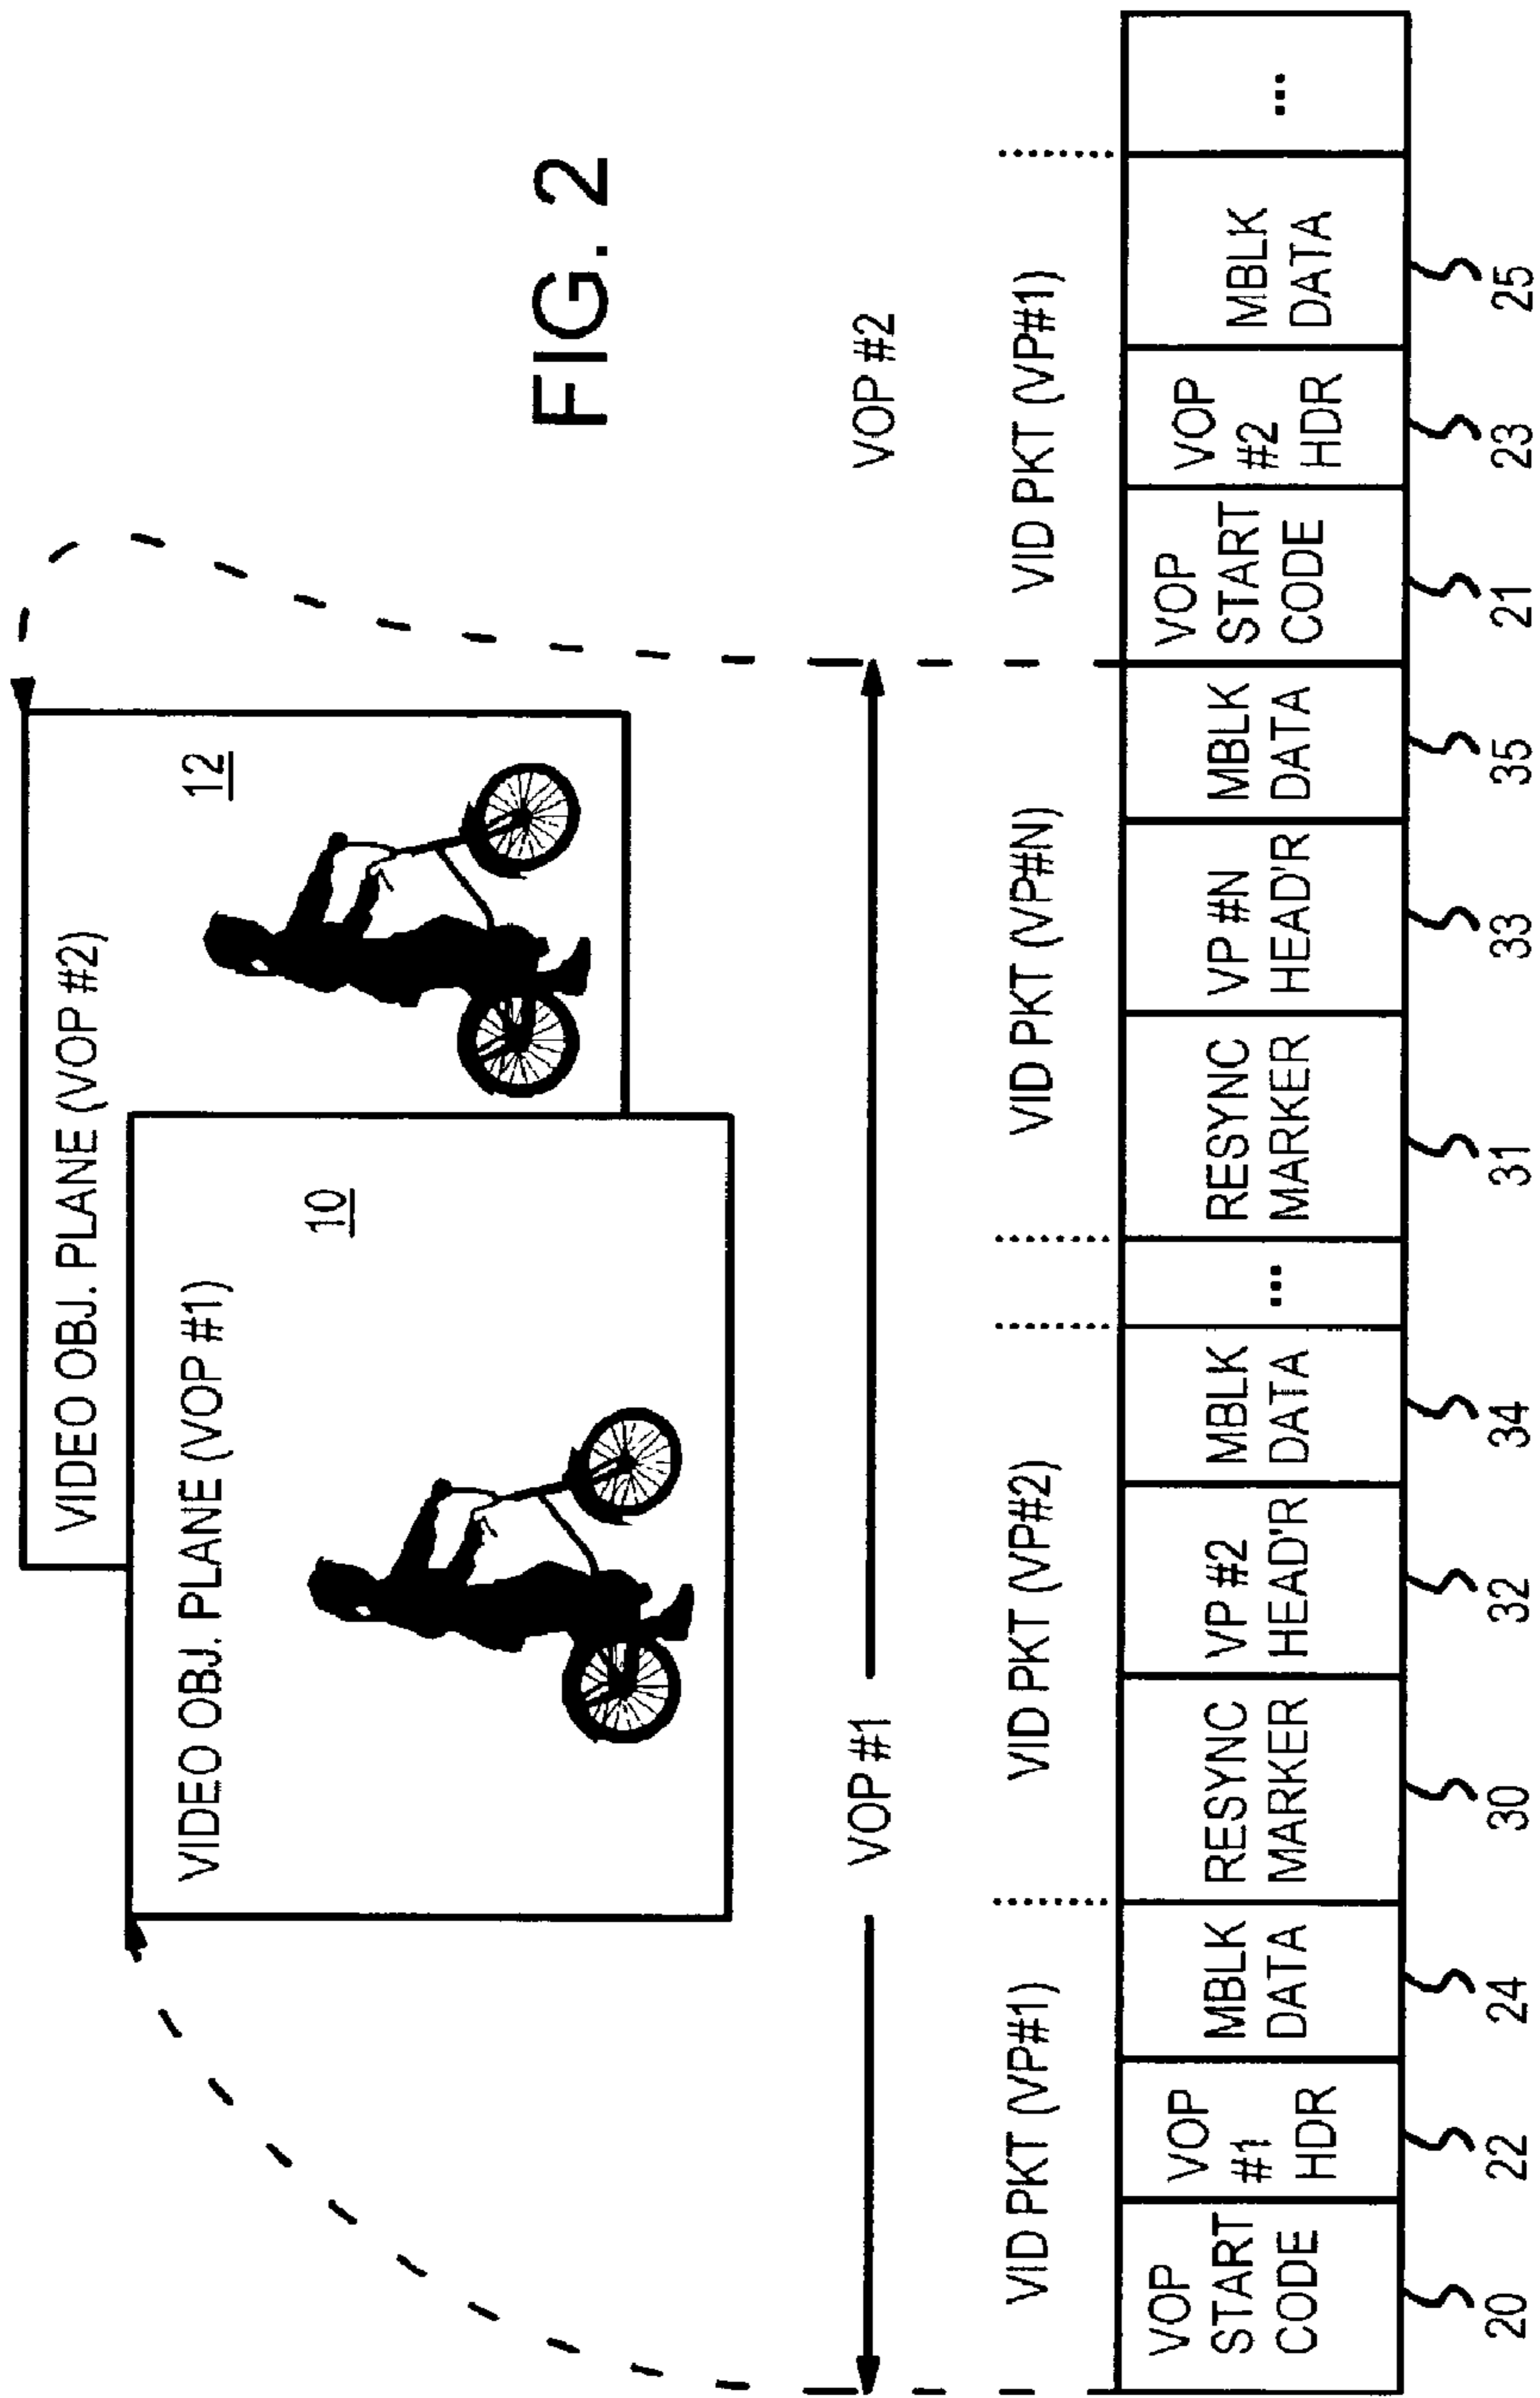 VIDEO OBJ. PLANE (VOP #2)
12
VIDEO OBJ. PLANE (VOP #1)
10
FIG. 2
VOP #1
VOP #2
VID PKT (VP#1)
VID PKT (VP#2)
VID PKT (VP#N)
VID PKT (VP#1)
VOP
START
CODE
VOP
#1
HDR
MBLK
DATA
RESYNC
MARKER
VP #2
HEAD'R
MBLK
DATA
...
RESYNC
MARKER
VP #N
HEAD'R
MBLK
DATA
VOP
START
CODE
VOP
#2
HDR
MBLK
DATA
...
20
22
24
30
32
34
31
33
35
21
23
25